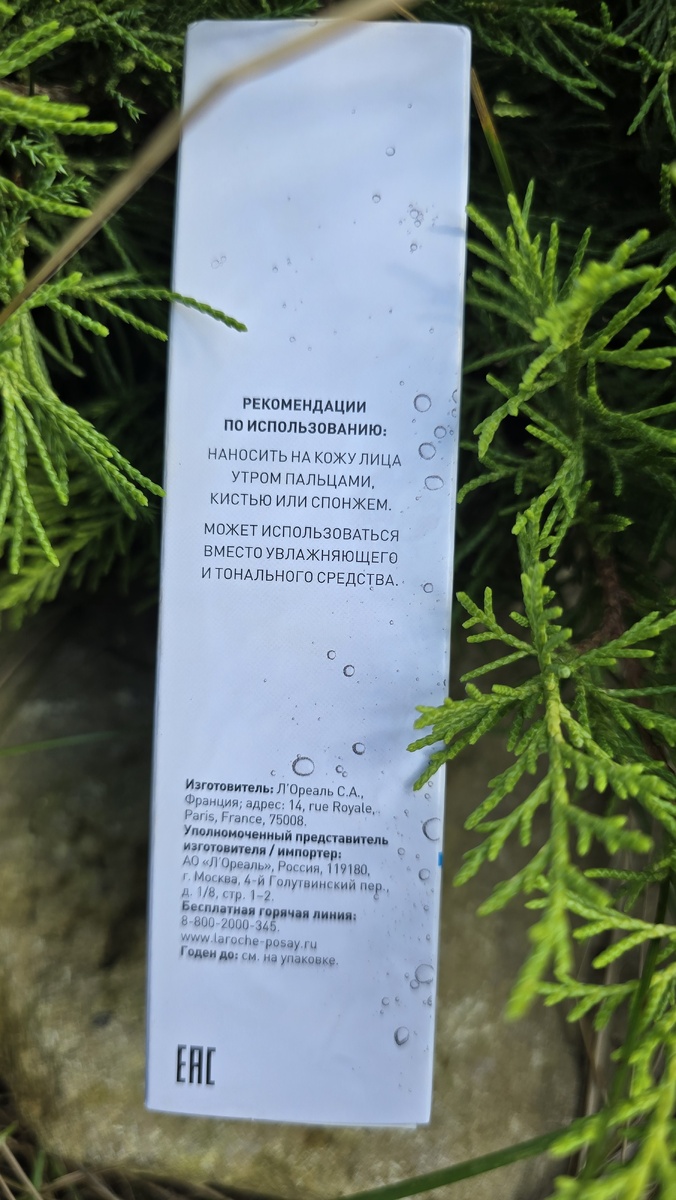 РЕКОМЕНДАЦИИ
ПО ИСПОЛЬЗОВАНИЮ:
НАНОСИТЬ НА КОЖУ ЛИЦА
УТРОМ ПАЛЬЦАМИ,
КИСТЬЮ ИЛИ СПОНЖЕМ.
МОЖЕТ ИСПОЛЬЗОВАТЬСЯ
ВМЕСТО УВЛАЖНЯЮЩЕГО
И ТОНАЛЬНОГО СРЕДСТВА.
Изготовитель: Л'Ореаль С.А.,
Франция; адрес: 14, rue Royale,
Paris, France, 75008.
Уполномоченный представитель
изготовителя / импортер:
АО «Л'Ореаль», Россия, 119180,
г. Москва, 4-й Голутвинский пер.,
д. 1/8, стр. 1–2.
Бесплатная горячая линия:
8-800-2000-345.
www.laroche-posay.ru
Годен до: см. на упаковке.
EAC